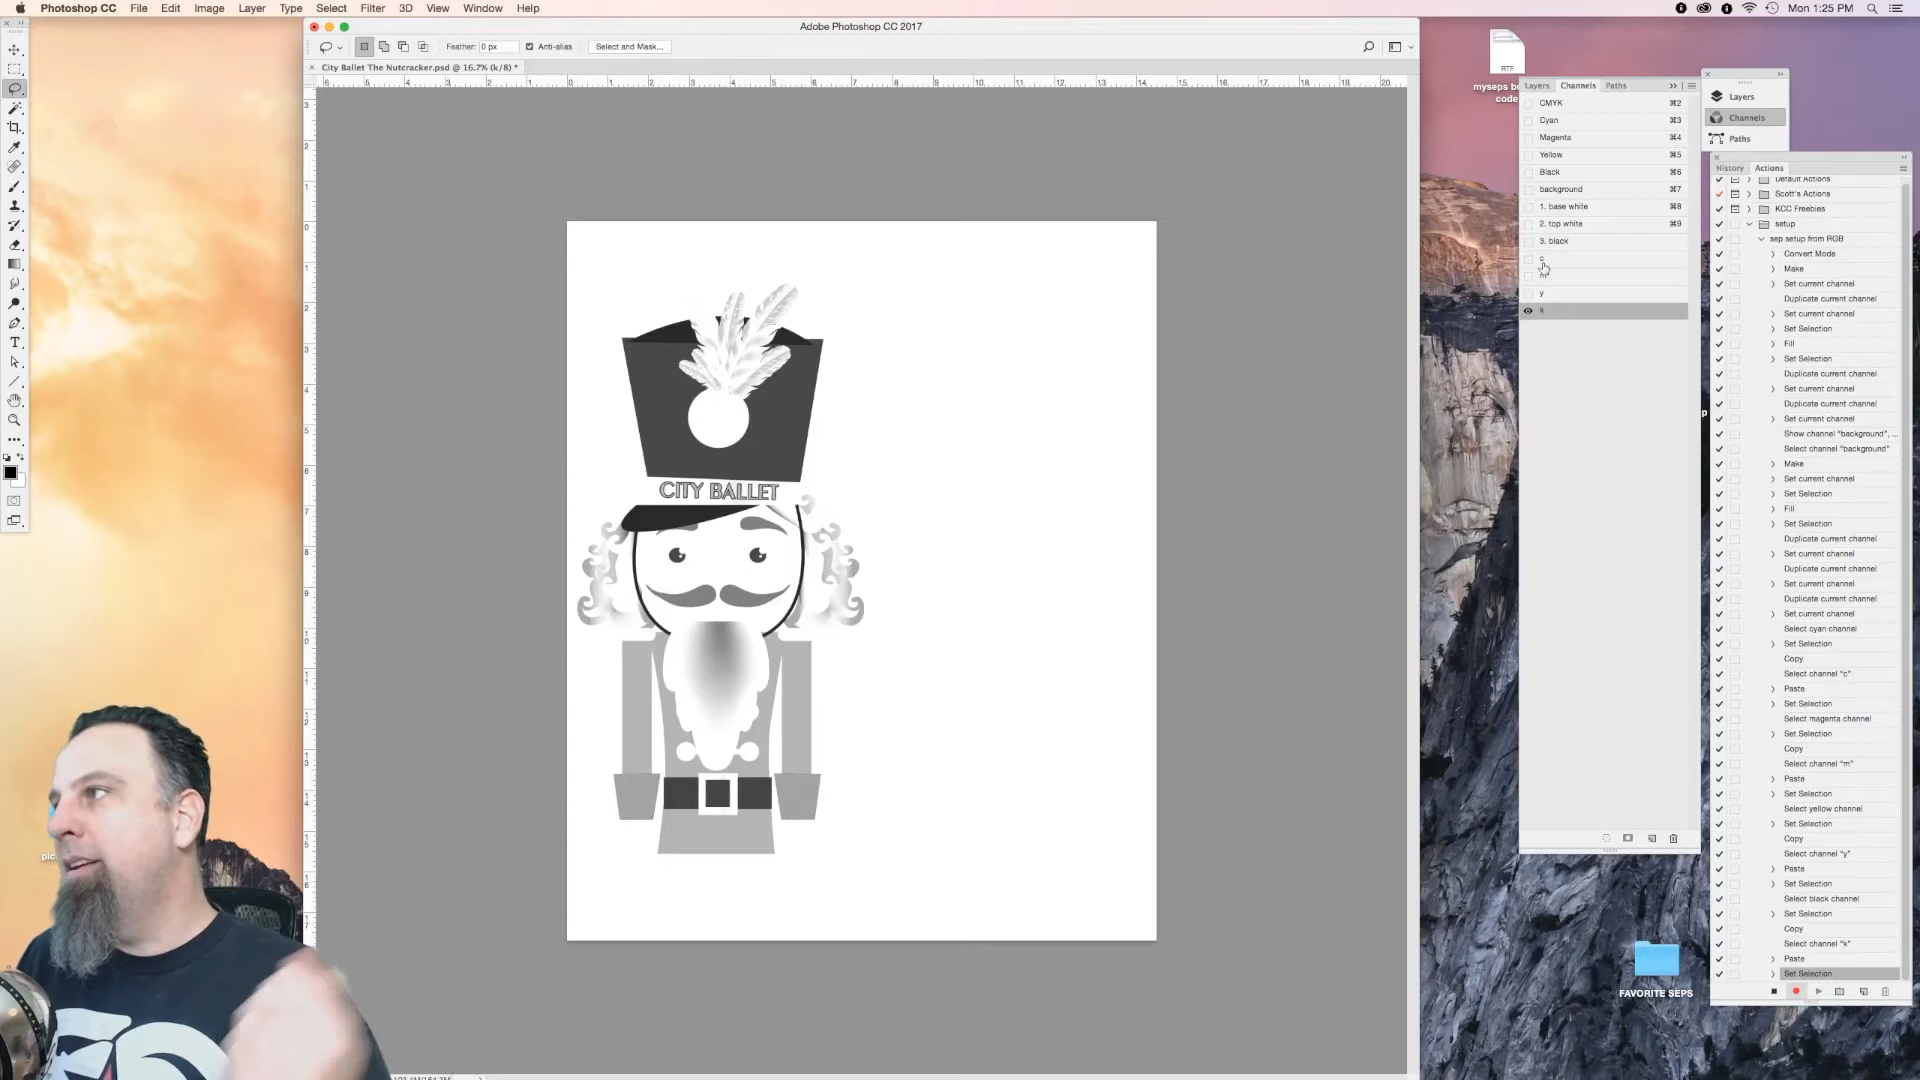 Photoshop CC File Edit Image Layer Type Select Filter 3D View Window Help Mon 1:25 PM
Adobe Photoshop CC 2017
Feather: 0 px Anti-alias Select and Mask...
City Ballet The Nutcracker.psd @ 16.7% (k/8) *
RTF
Layers Channels Paths
CMYK ⌘2
Cyan ⌘3
Magenta ⌘4
Yellow ⌘5
Black ⌘6
background ⌘7
1. base white ⌘8
2. top white ⌘9
3. black
c
m
y
k
Layers
Channels
Paths
History Actions
Default Actions
Scott's Actions
KCC Freebies
setup
sep setup from RGB
Convert Mode
Make
Set current channel
Duplicate current channel
Set current channel
Set Selection
Fill
Set Selection
Duplicate current channel
Set current channel
Duplicate current channel
Set current channel
Show channel "background", ...
Select channel "background"
Make
Set current channel
Set Selection
Fill
Set Selection
Duplicate current channel
Set current channel
Duplicate current channel
Set current channel
Duplicate current channel
Set current channel
Select cyan channel
Set Selection
Copy
Select channel "c"
Paste
Set Selection
Select magenta channel
Set Selection
Copy
Select channel "m"
Paste
Set Selection
Select yellow channel
Set Selection
Copy
Select channel "y"
Paste
Set Selection
Select black channel
Set Selection
Copy
Select channel "k"
Paste
Set Selection
CITY BALLET
FAVORITE SEPS